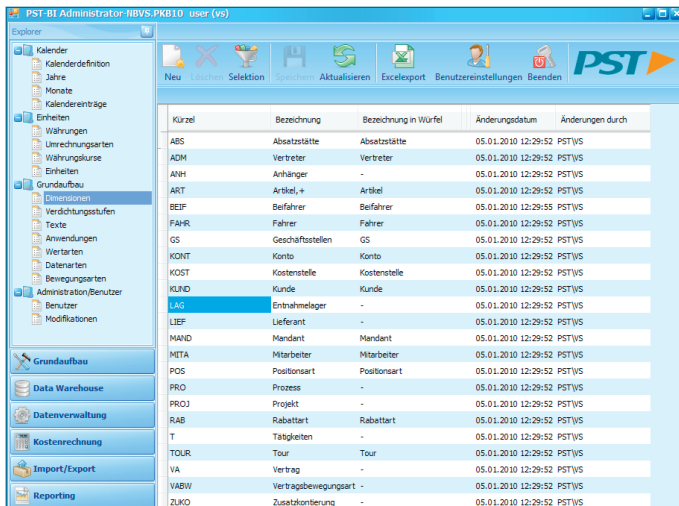 PST-BI Administrator-NBVS.PKB10 user (vs)
Explorer
Kalender
Kalenderdefinition
Jahre
Monate
Kalendereinträge
Einheiten
Währungen
Umrechnungsarten
Währungskurse
Einheiten
Grundaufbau
Dimensionen
Verdichtungsstufen
Texte
Anwendungen
Wertarten
Datenarten
Bewegungsarten
Administration/Benutzer
Benutzer
Modifikationen
Grundaufbau
Data Warehouse
Datenverwaltung
Kostenrechnung
Import/Export
Reporting
Neu Löschen Selektion Speichern Aktualisieren Excelexport Benutzereinstellungen Beenden
PST
Kürzel Bezeichnung Bezeichnung in Würfel Änderungsdatum Änderungen durch
ABS Absatzstätte Absatzstätte 05.01.2010 12:29:52 PST\VS
ADM Vertreter Vertreter 05.01.2010 12:29:52 PST\VS
ANH Anhänger - 05.01.2010 12:29:52 PST\VS
ART Artikel,+ Artikel 05.01.2010 12:29:52 PST\VS
BEIF Beifahrer Beifahrer 05.01.2010 12:29:55 PST\VS
FAHR Fahrer Fahrer 05.01.2010 12:29:52 PST\VS
GS Geschäftsstellen GS 05.01.2010 12:29:52 PST\VS
KONT Konto Konto 05.01.2010 12:29:52 PST\VS
KOST Kostenstelle Kostenstelle 05.01.2010 12:29:52 PST\VS
KUND Kunde Kunde 05.01.2010 12:29:52 PST\VS
LAG Entnahmelager - 05.01.2010 12:29:52 PST\VS
LIEF Lieferant - 05.01.2010 12:29:52 PST\VS
MAND Mandant Mandant 05.01.2010 12:29:52 PST\VS
MITA Mitarbeiter Mitarbeiter 05.01.2010 12:29:52 PST\VS
POS Positionsart Positionsart 05.01.2010 12:29:52 PST\VS
PRO Prozess - 05.01.2010 12:29:52 PST\VS
PROJ Projekt - 05.01.2010 12:29:52 PST\VS
RAB Rabattart Rabattart 05.01.2010 12:29:52 PST\VS
T Tätigkeiten - 05.01.2010 12:29:52 PST\VS
TOUR Tour Tour 05.01.2010 12:29:52 PST\VS
VA Vertrag - 05.01.2010 12:29:52 PST\VS
VABW Vertragsbewegungsart - 05.01.2010 12:29:52 PST\VS
ZUKO Zusatzkontierung - 05.01.2010 12:29:52 PST\VS